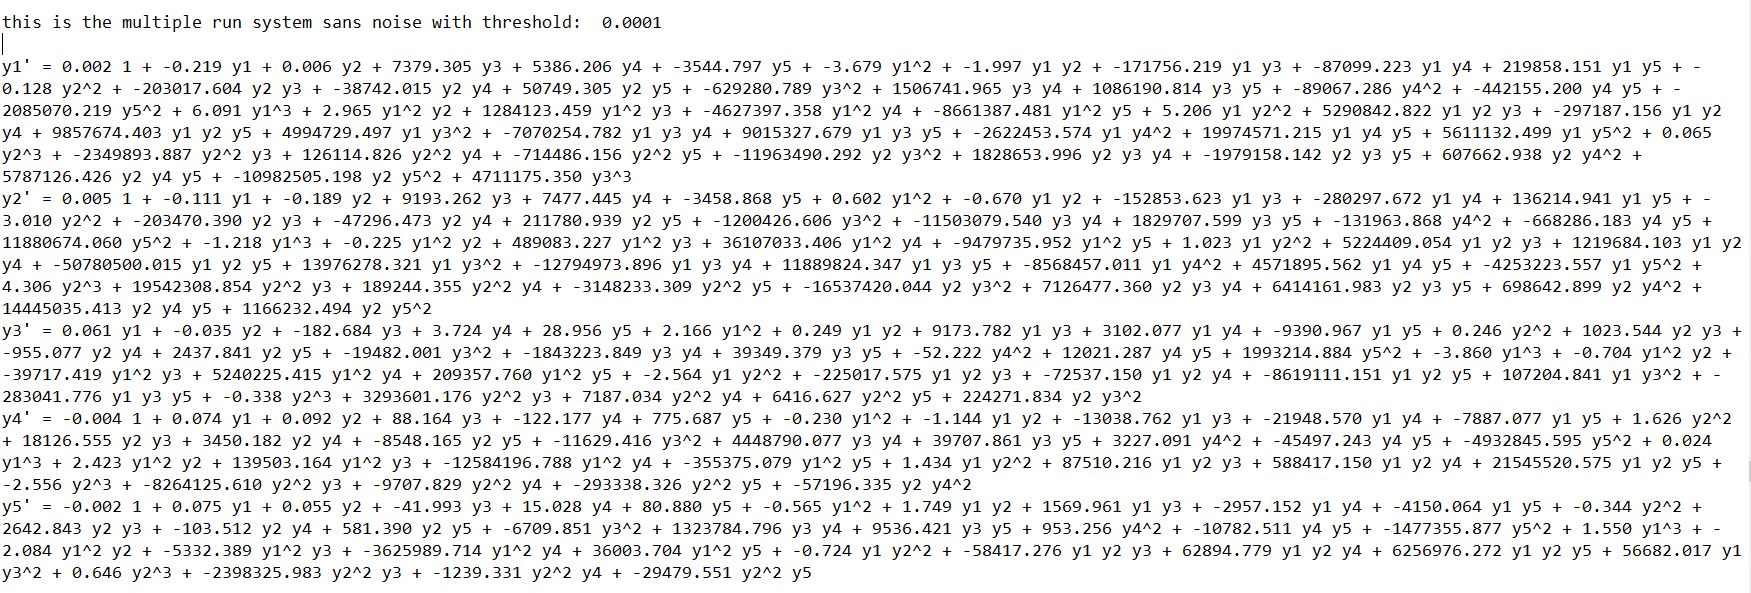 this is the multiple run system sans noise with threshold:  0.0001
y1' = 0.002 1 + -0.219 y1 + 0.006 y2 + 7379.305 y3 + 5386.206 y4 + -3544.797 y5 + -3.679 y1^2 + -1.997 y1 y2 + -171756.219 y1 y3 + -87099.223 y1 y4 + 219858.151 y1 y5 + -
0.128 y2^2 + -203017.604 y2 y3 + -38742.015 y2 y4 + 50749.305 y2 y5 + -629280.789 y3^2 + 1506741.965 y3 y4 + 1086190.814 y3 y5 + -89067.286 y4^2 + -442155.200 y4 y5 + -
2085070.219 y5^2 + 6.091 y1^3 + 2.965 y1^2 y2 + 1284123.459 y1^2 y3 + -4627397.358 y1^2 y4 + -8661387.481 y1^2 y5 + 5.206 y1 y2^2 + 5290842.822 y1 y2 y3 + -297187.156 y1 y2
y4 + 9857674.403 y1 y2 y5 + 4994729.497 y1 y3^2 + -7070254.782 y1 y3 y4 + 9015327.679 y1 y3 y5 + -2622453.574 y1 y4^2 + 19974571.215 y1 y4 y5 + 5611132.499 y1 y5^2 + 0.065
y2^3 + -2349893.887 y2^2 y3 + 126114.826 y2^2 y4 + -714486.156 y2^2 y5 + -11963490.292 y2 y3^2 + 1828653.996 y2 y3 y4 + -1979158.142 y2 y3 y5 + 607662.938 y2 y4^2 +
5787126.426 y2 y4 y5 + -10982505.198 y2 y5^2 + 4711175.350 y3^3
y2' = 0.005 1 + -0.111 y1 + -0.189 y2 + 9193.262 y3 + 7477.445 y4 + -3458.868 y5 + 0.602 y1^2 + -0.670 y1 y2 + -152853.623 y1 y3 + -280297.672 y1 y4 + 136214.941 y1 y5 + -
3.010 y2^2 + -203470.390 y2 y3 + -47296.473 y2 y4 + 211780.939 y2 y5 + -1200426.606 y3^2 + -11503079.540 y3 y4 + 1829707.599 y3 y5 + -131963.868 y4^2 + -668286.183 y4 y5 +
11880674.060 y5^2 + -1.218 y1^3 + -0.225 y1^2 y2 + 489083.227 y1^2 y3 + 36107033.406 y1^2 y4 + -9479735.952 y1^2 y5 + 1.023 y1 y2^2 + 5224409.054 y1 y2 y3 + 1219684.103 y1 y2
y4 + -50780500.015 y1 y2 y5 + 13976278.321 y1 y3^2 + -12794973.896 y1 y3 y4 + 11889824.347 y1 y3 y5 + -8568457.011 y1 y4^2 + 4571895.562 y1 y4 y5 + -4253223.557 y1 y5^2 +
4.306 y2^3 + 19542308.854 y2^2 y3 + 189244.355 y2^2 y4 + -3148233.309 y2^2 y5 + -16537420.044 y2 y3^2 + 7126477.360 y2 y3 y4 + 6414161.983 y2 y3 y5 + 698642.899 y2 y4^2 +
14445035.413 y2 y4 y5 + 1166232.494 y2 y5^2
y3' = 0.061 y1 + -0.035 y2 + -182.684 y3 + 3.724 y4 + 28.956 y5 + 2.166 y1^2 + 0.249 y1 y2 + 9173.782 y1 y3 + 3102.077 y1 y4 + -9390.967 y1 y5 + 0.246 y2^2 + 1023.544 y2 y3 +
-955.077 y2 y4 + 2437.841 y2 y5 + -19482.001 y3^2 + -1843223.849 y3 y4 + 39349.379 y3 y5 + -52.222 y4^2 + 12021.287 y4 y5 + 1993214.884 y5^2 + -3.860 y1^3 + -0.704 y1^2 y2 +
-39717.419 y1^2 y3 + 5240225.415 y1^2 y4 + 209357.760 y1^2 y5 + -2.564 y1 y2^2 + -225017.575 y1 y2 y3 + -72537.150 y1 y2 y4 + -8619111.151 y1 y2 y5 + 107204.841 y1 y3^2 + -
283041.776 y1 y3 y5 + -0.338 y2^3 + 3293601.176 y2^2 y3 + 7187.034 y2^2 y4 + 6416.627 y2^2 y5 + 224271.834 y2 y3^2
y4' = -0.004 1 + 0.074 y1 + 0.092 y2 + 88.164 y3 + -122.177 y4 + 775.687 y5 + -0.230 y1^2 + -1.144 y1 y2 + -13038.762 y1 y3 + -21948.570 y1 y4 + -7887.077 y1 y5 + 1.626 y2^2
+ 18126.555 y2 y3 + 3450.182 y2 y4 + -8548.165 y2 y5 + -11629.416 y3^2 + 4448790.077 y3 y4 + 39707.861 y3 y5 + 3227.091 y4^2 + -45497.243 y4 y5 + -4932845.595 y5^2 + 0.024
y1^3 + 2.423 y1^2 y2 + 139503.164 y1^2 y3 + -12584196.788 y1^2 y4 + -355375.079 y1^2 y5 + 1.434 y1 y2^2 + 87510.216 y1 y2 y3 + 588417.150 y1 y2 y4 + 21545520.575 y1 y2 y5 +
-2.556 y2^3 + -8264125.610 y2^2 y3 + -9707.829 y2^2 y4 + -293338.326 y2^2 y5 + -57196.335 y2 y4^2
y5' = -0.002 1 + 0.075 y1 + 0.055 y2 + -41.993 y3 + 15.028 y4 + 80.880 y5 + -0.565 y1^2 + 1.749 y1 y2 + 1569.961 y1 y3 + -2957.152 y1 y4 + -4150.064 y1 y5 + -0.344 y2^2 +
2642.843 y2 y3 + -103.512 y2 y4 + 581.390 y2 y5 + -6709.851 y3^2 + 1323784.796 y3 y4 + 9536.421 y3 y5 + 953.256 y4^2 + -10782.511 y4 y5 + -1477355.877 y5^2 + 1.550 y1^3 + -
2.084 y1^2 y2 + -5332.389 y1^2 y3 + -3625989.714 y1^2 y4 + 36003.704 y1^2 y5 + -0.724 y1 y2^2 + -58417.276 y1 y2 y3 + 62894.779 y1 y2 y4 + 6256976.272 y1 y2 y5 + 56682.017 y1
y3^2 + 0.646 y2^3 + -2398325.983 y2^2 y3 + -1239.331 y2^2 y4 + -29479.551 y2^2 y5